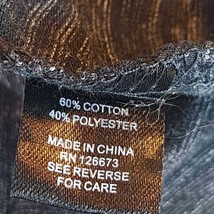 60% COTTON
40% POLYESTER
MADE IN CHINA
RN 126673
SEE REVERSE
FOR CARE